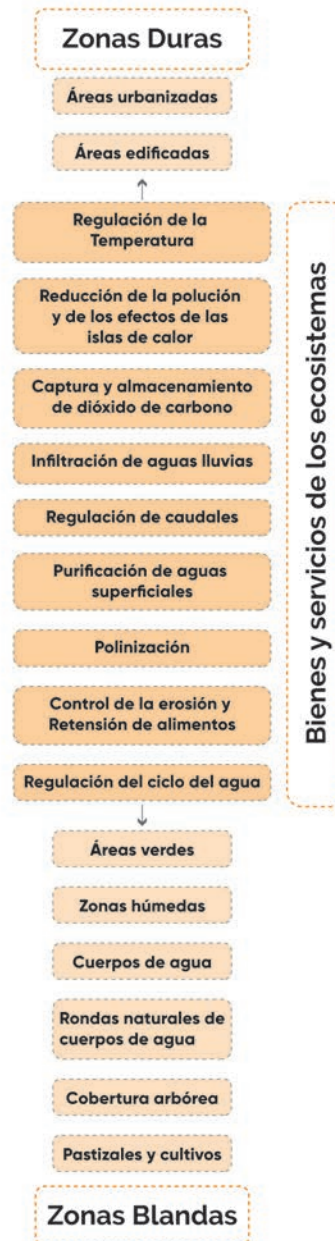 Zonas Duras
Áreas urbanizadas
Áreas edificadas
Regulación de la
Temperatura
Reducción de la polución
y de los efectos de las
islas de calor
Captura y almacenamiento
de dióxido de carbono
Infiltración de aguas lluvias
Regulación de caudales
Purificación de aguas
superficiales
Polinización
Control de la erosión y
Retención de alimentos
Regulación del ciclo del agua
Bienes y servicios de los ecosistemas
Áreas verdes
Zonas húmedas
Cuerpos de agua
Rondas naturales de
cuerpos de agua
Cobertura arbórea
Pastizales y cultivos
Zonas Blandas